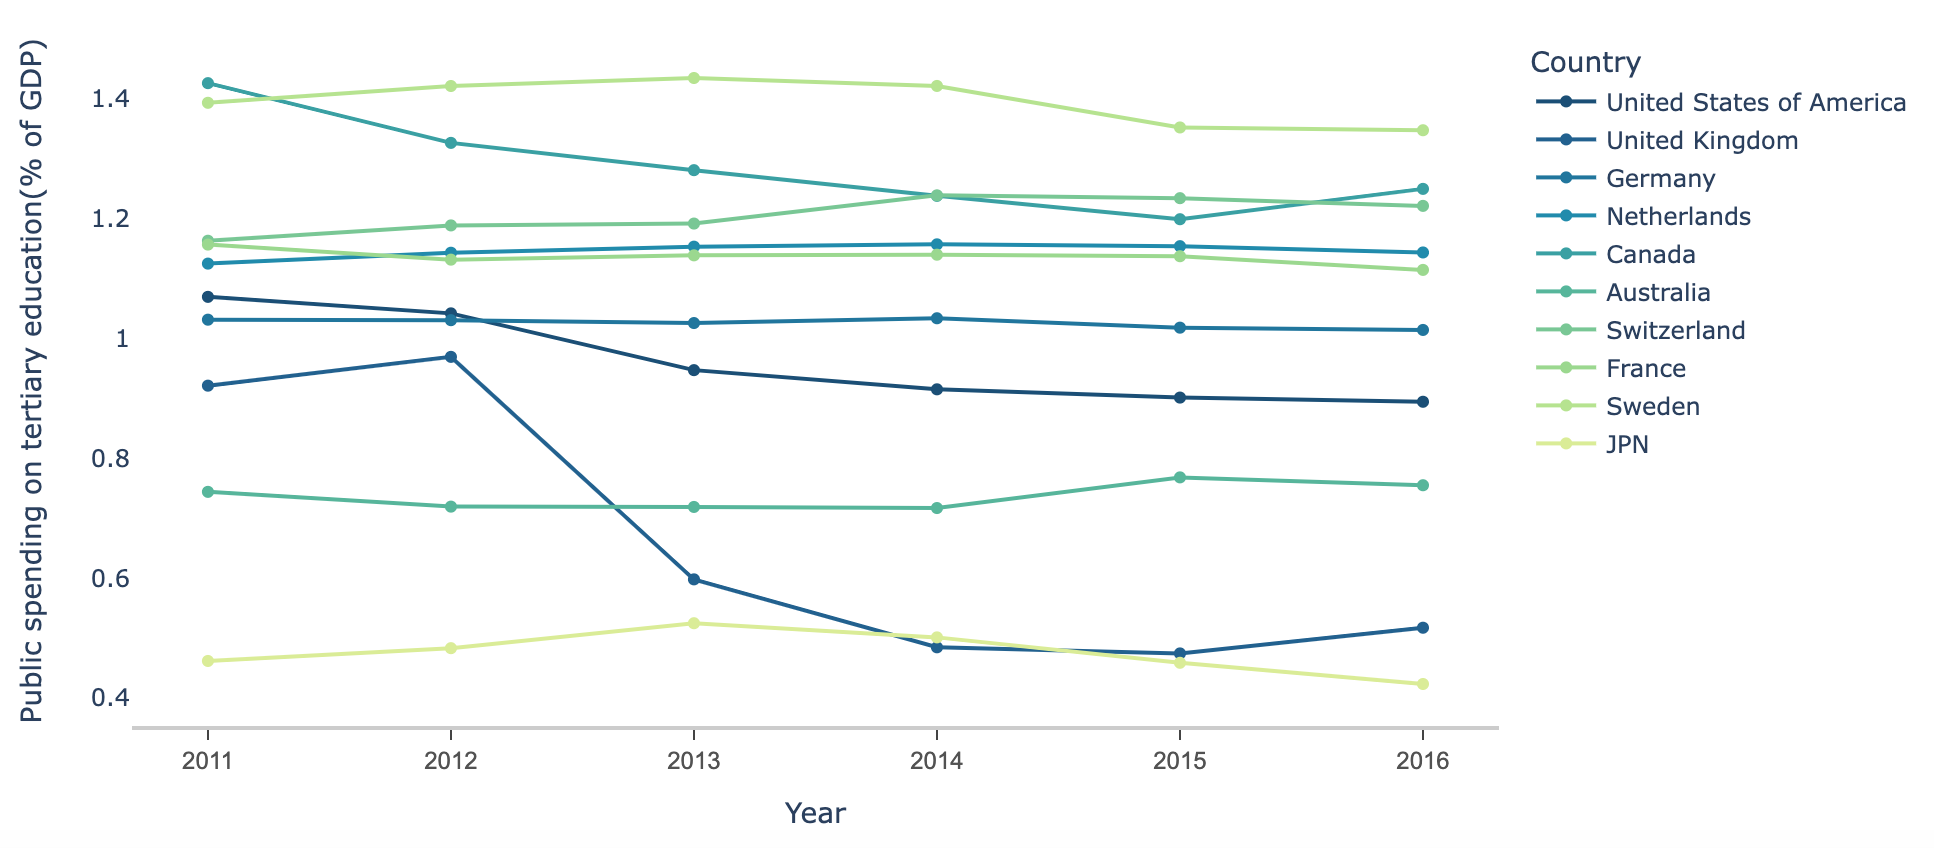 Public spending on tertiary education(% of GDP)
1.4
1.2
1
0.8
0.6
0.4
2011
2012
2013
2014
2015
2016
Year
Country
United States of America
United Kingdom
Germany
Netherlands
Canada
Australia
Switzerland
France
Sweden
JPN